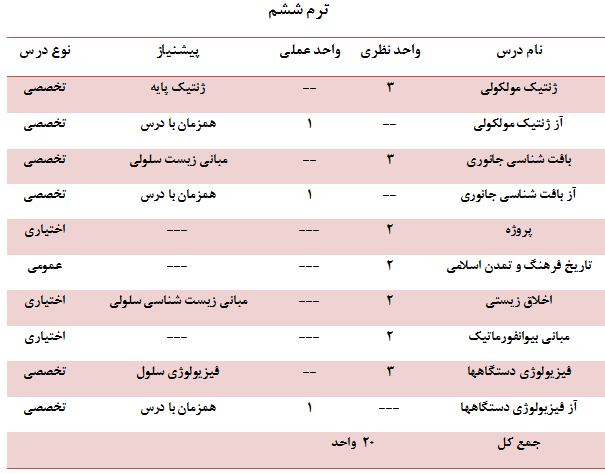 ترم ششم
نام درس واحد نظری واحد عملی پیشنیاز نوع درس
ژنتیک مولکولی ۳ -- ژنتیک پایه تخصصی
آز ژنتیک مولکولی -- ۱ همزمان با درس تخصصی
بافت شناسی جانوری ۳ -- مبانی زیست سلولی تخصصی
آز بافت شناسی جانوری -- ۱ همزمان با درس تخصصی
پروژه ۲ --- --- اختیاری
تاریخ فرهنگ و تمدن اسلامی ۲ --- --- عمومی
اخلاق زیستی ۲ --- مبانی زیست شناسی سلولی اختیاری
مبانی بیوانفورماتیک ۲ --- --- اختیاری
فیزیولوژی دستگاهها ۳ -- فیزیولوژی سلول تخصصی
آز فیزیولوژی دستگاهها --- ۱ همزمان با درس تخصصی
جمع کل ۲۰ واحد